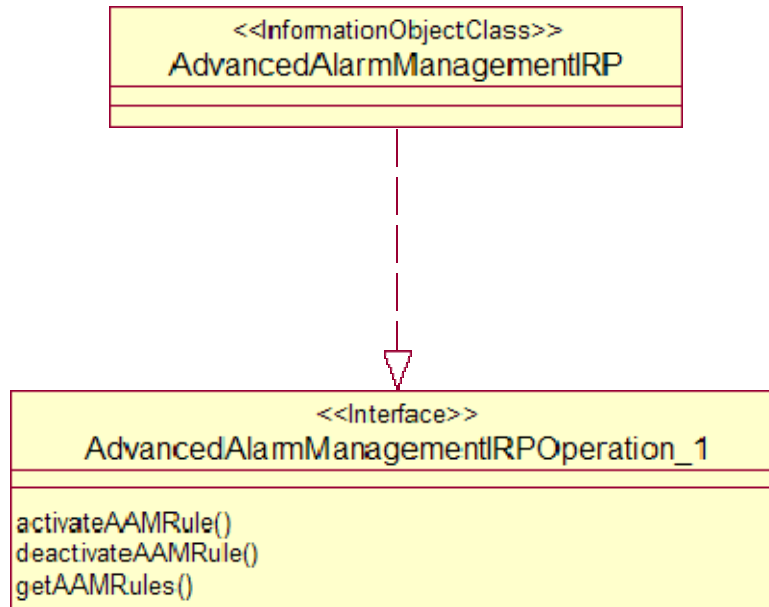 <<InformationObjectClass>>
AdvancedAlarmManagementIRP
<<Interface>>
AdvancedAlarmManagementIRPOperation_1
activateAAMRule()
deactivateAAMRule()
getAAMRules()